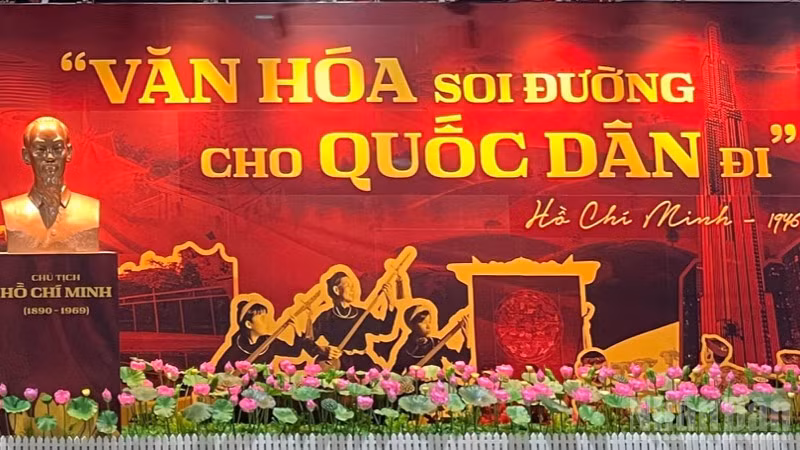 “VĂN HÓA SOI ĐƯỜNG
CHO QUỐC DÂN ĐI”
Hồ Chí Minh - 1946
CHỦ TỊCH
HỒ CHÍ MINH
(1890 - 1969)